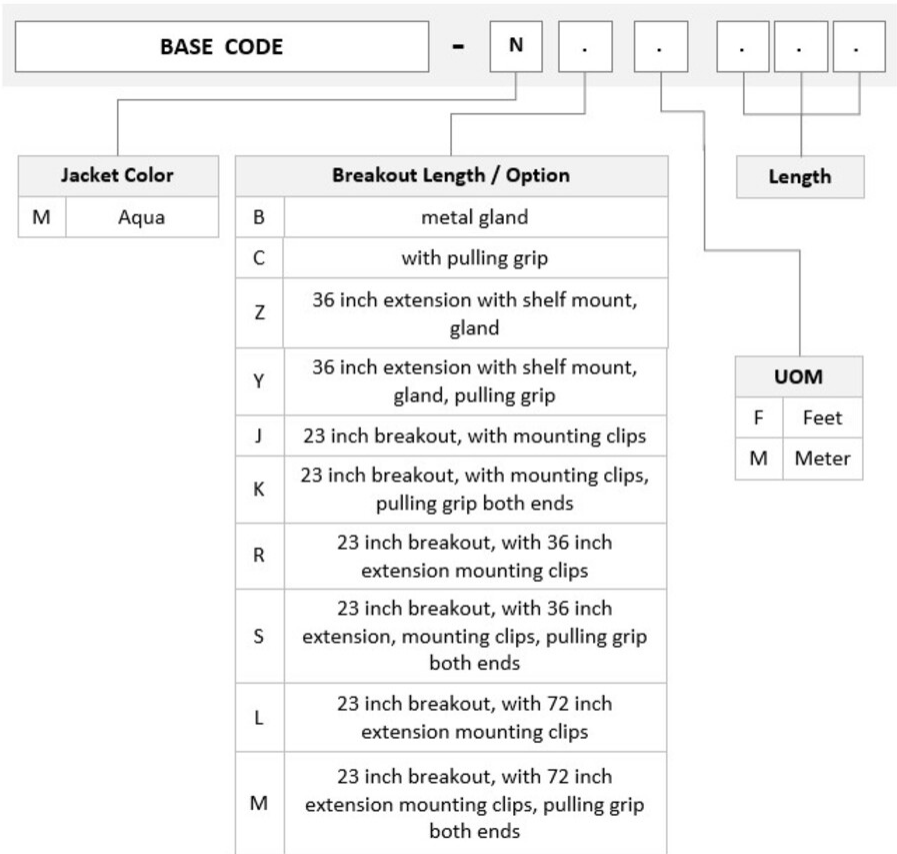 BASE CODE - N . . . . .
Jacket Color
M Aqua
Breakout Length / Option
B metal gland
C with pulling grip
Z 36 inch extension with shelf mount,
gland
Y 36 inch extension with shelf mount,
gland, pulling grip
J 23 inch breakout, with mounting clips
K 23 inch breakout, with mounting clips,
pulling grip both ends
R 23 inch breakout, with 36 inch
extension mounting clips
S 23 inch breakout, with 36 inch
extension, mounting clips, pulling grip
both ends
L 23 inch breakout, with 72 inch
extension mounting clips
M 23 inch breakout, with 72 inch
extension mounting clips, pulling grip
both ends
Length
UOM
F Feet
M Meter